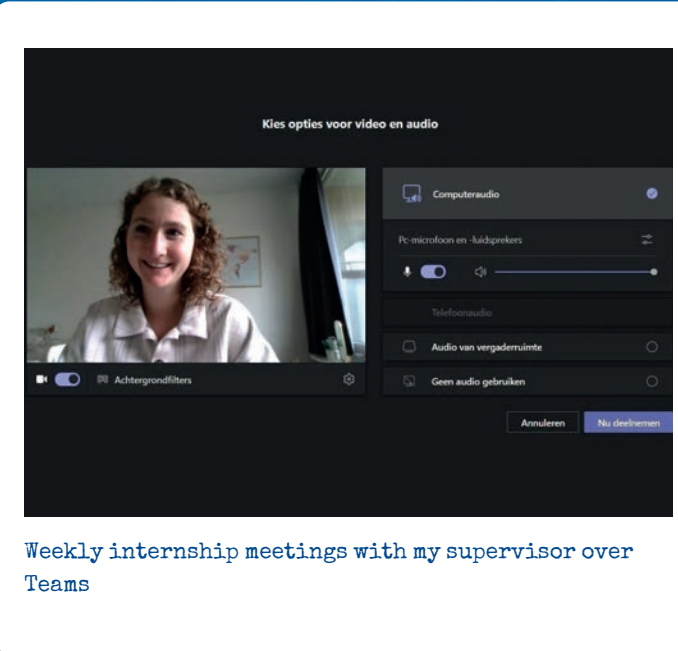 Kies opties voor video en audio
Computeraudio
Pc-microfoon en -luidsprekers
Telefoonaudio
Audio van vergaderruimte
Achtergrondfilters
Geen audio gebruiken
Annuleren
Nu deelnemen
Weekly internship meetings with my supervisor over
Teams